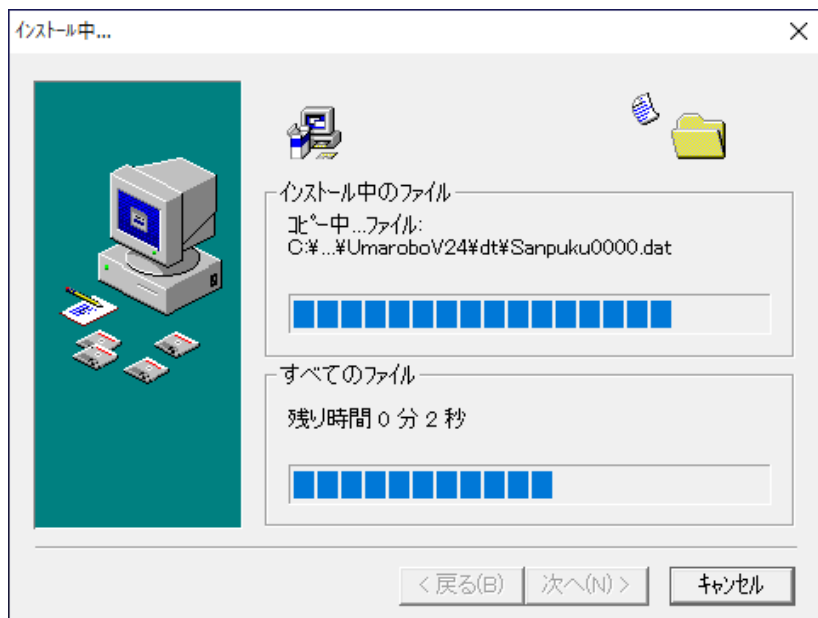 ｲﾝｽﾄｰﾙ中...
ｲﾝｽﾄｰﾙ中のﾌｧｲﾙ
ｺﾋﾟｰ中...ﾌｧｲﾙ:
C:¥...¥UmaroboV24¥dt¥Sanpuku0000.dat
すべてのﾌｧｲﾙ
残り時間 0 分 2 秒
< 戻る(B)
次へ(N) >
ｷｬﾝｾﾙ